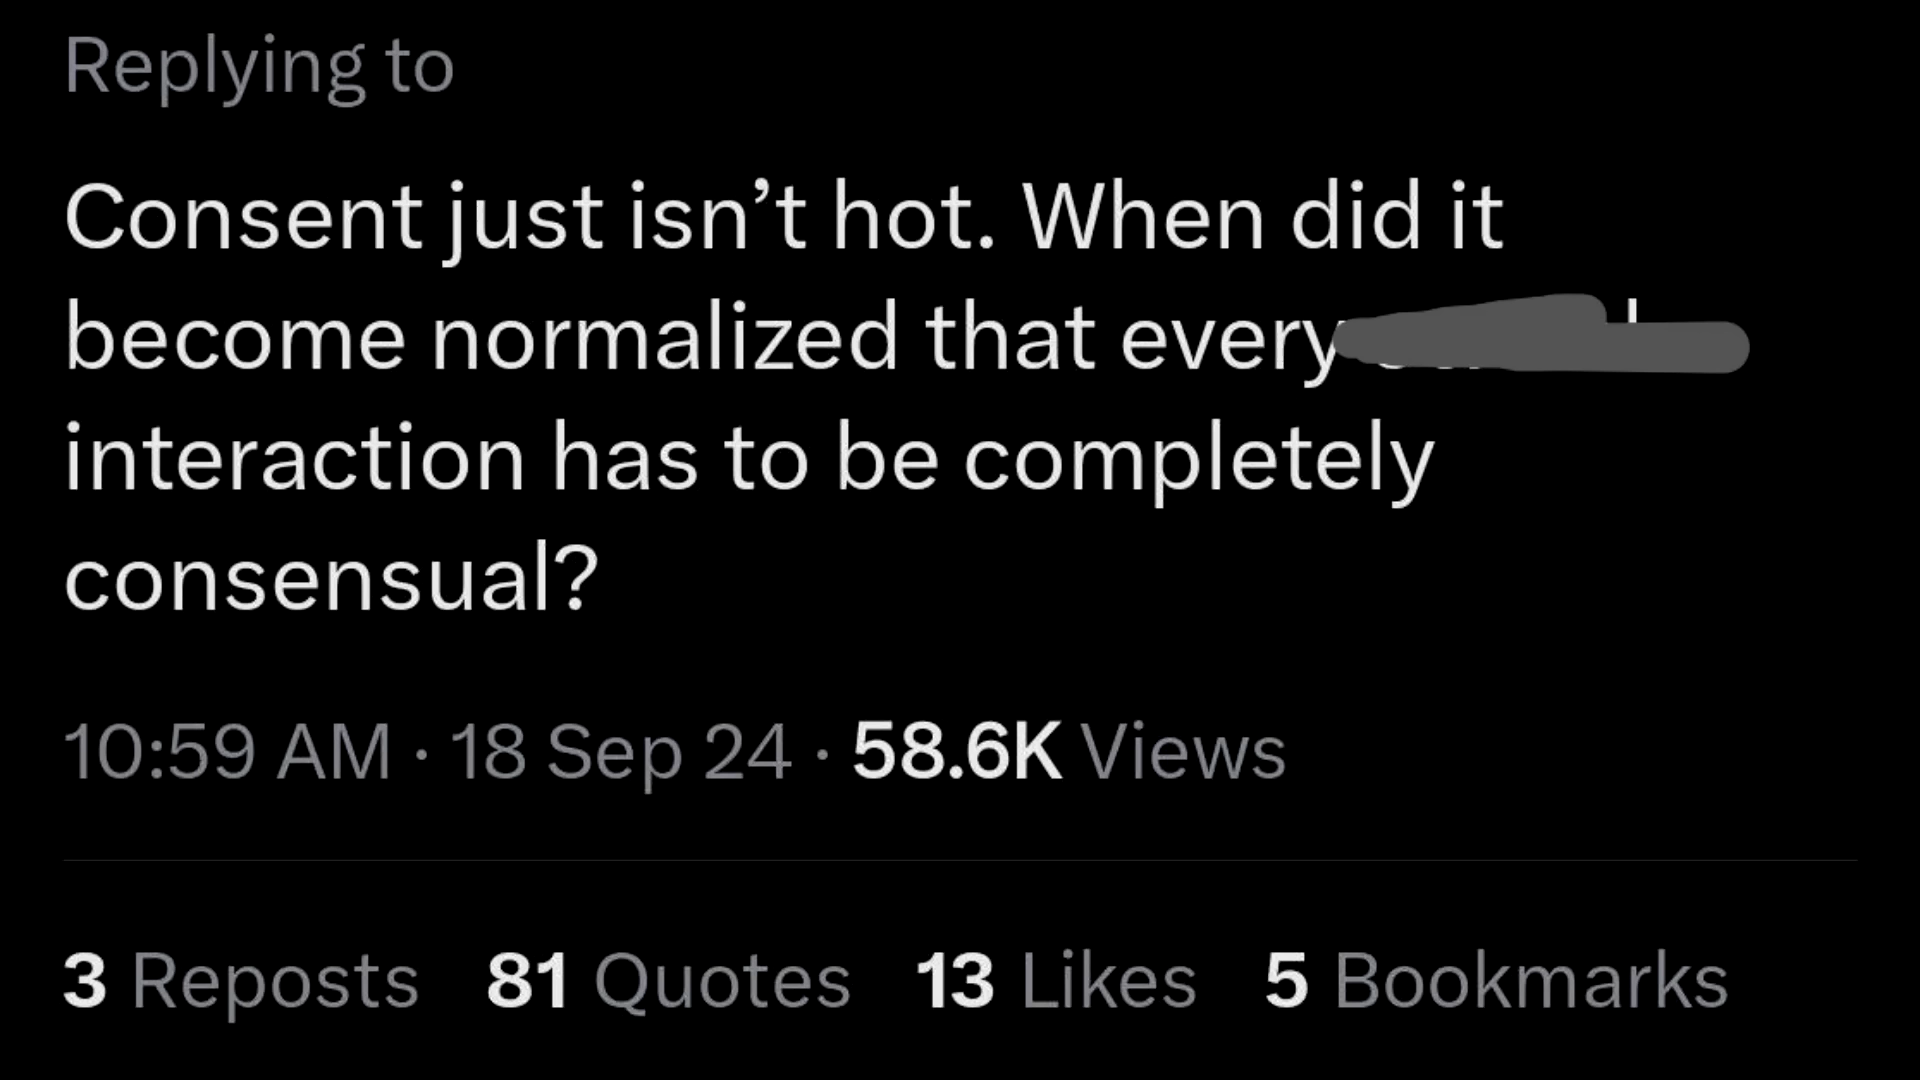 Replying to
Consent just isn’t hot. When did it
become normalized that every
interaction has to be completely
consensual?
10:59 AM · 18 Sep 24 · 58.6K Views
3 Reposts 81 Quotes 13 Likes 5 Bookmarks